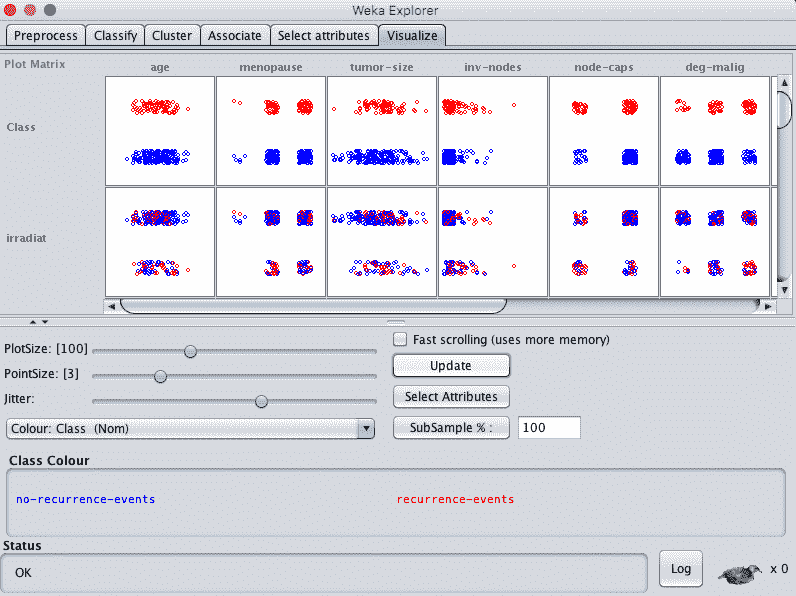 Weka Explorer
Preprocess Classify Cluster Associate Select attributes Visualize
Plot Matrix age menopause tumor-size inv-nodes node-caps deg-malig
Class
irradiat
PlotSize: [100]
PointSize: [3]
Jitter:
Colour: Class (Nom)
Fast scrolling (uses more memory)
Update
Select Attributes
SubSample % : 100
Class Colour
no-recurrence-events recurrence-events
Status
OK
Log x 0